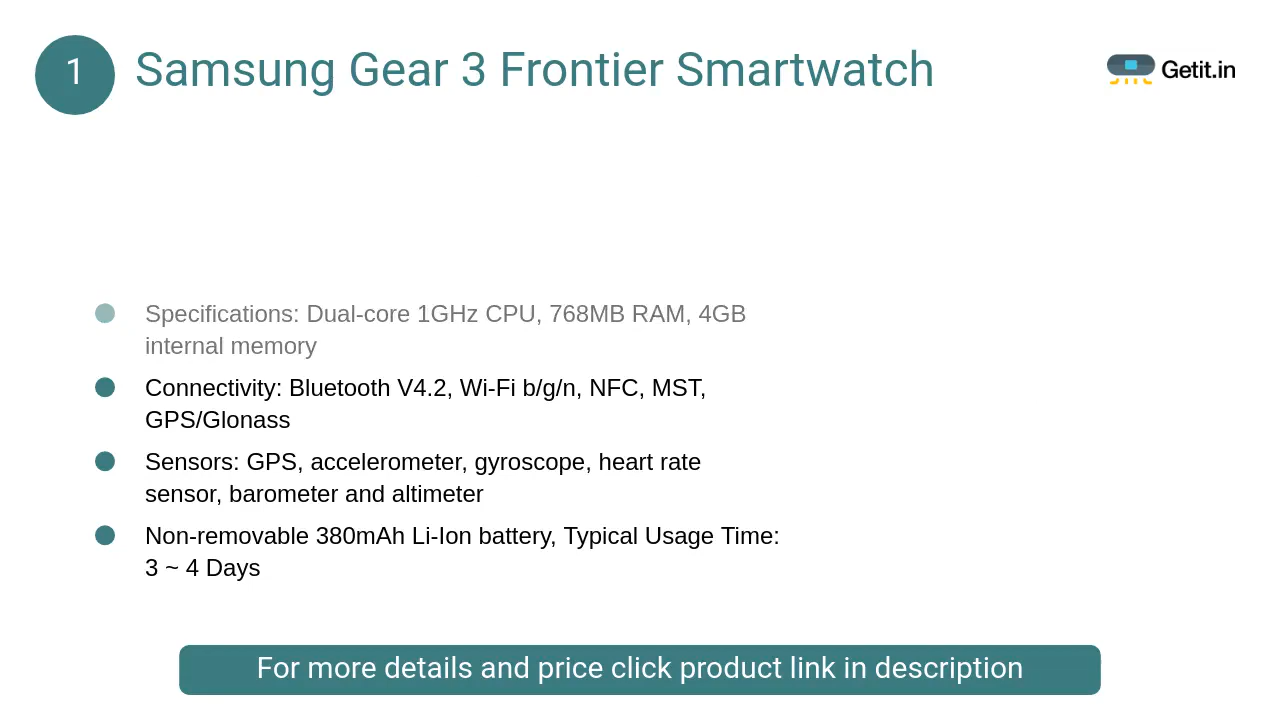 1
Samsung Gear 3 Frontier Smartwatch
Getit.in
Specifications: Dual-core 1GHz CPU, 768MB RAM, 4GB
internal memory
Connectivity: Bluetooth V4.2, Wi-Fi b/g/n, NFC, MST,
GPS/Glonass
Sensors: GPS, accelerometer, gyroscope, heart rate
sensor, barometer and altimeter
Non-removable 380mAh Li-Ion battery, Typical Usage Time:
3 ~ 4 Days
For more details and price click product link in description